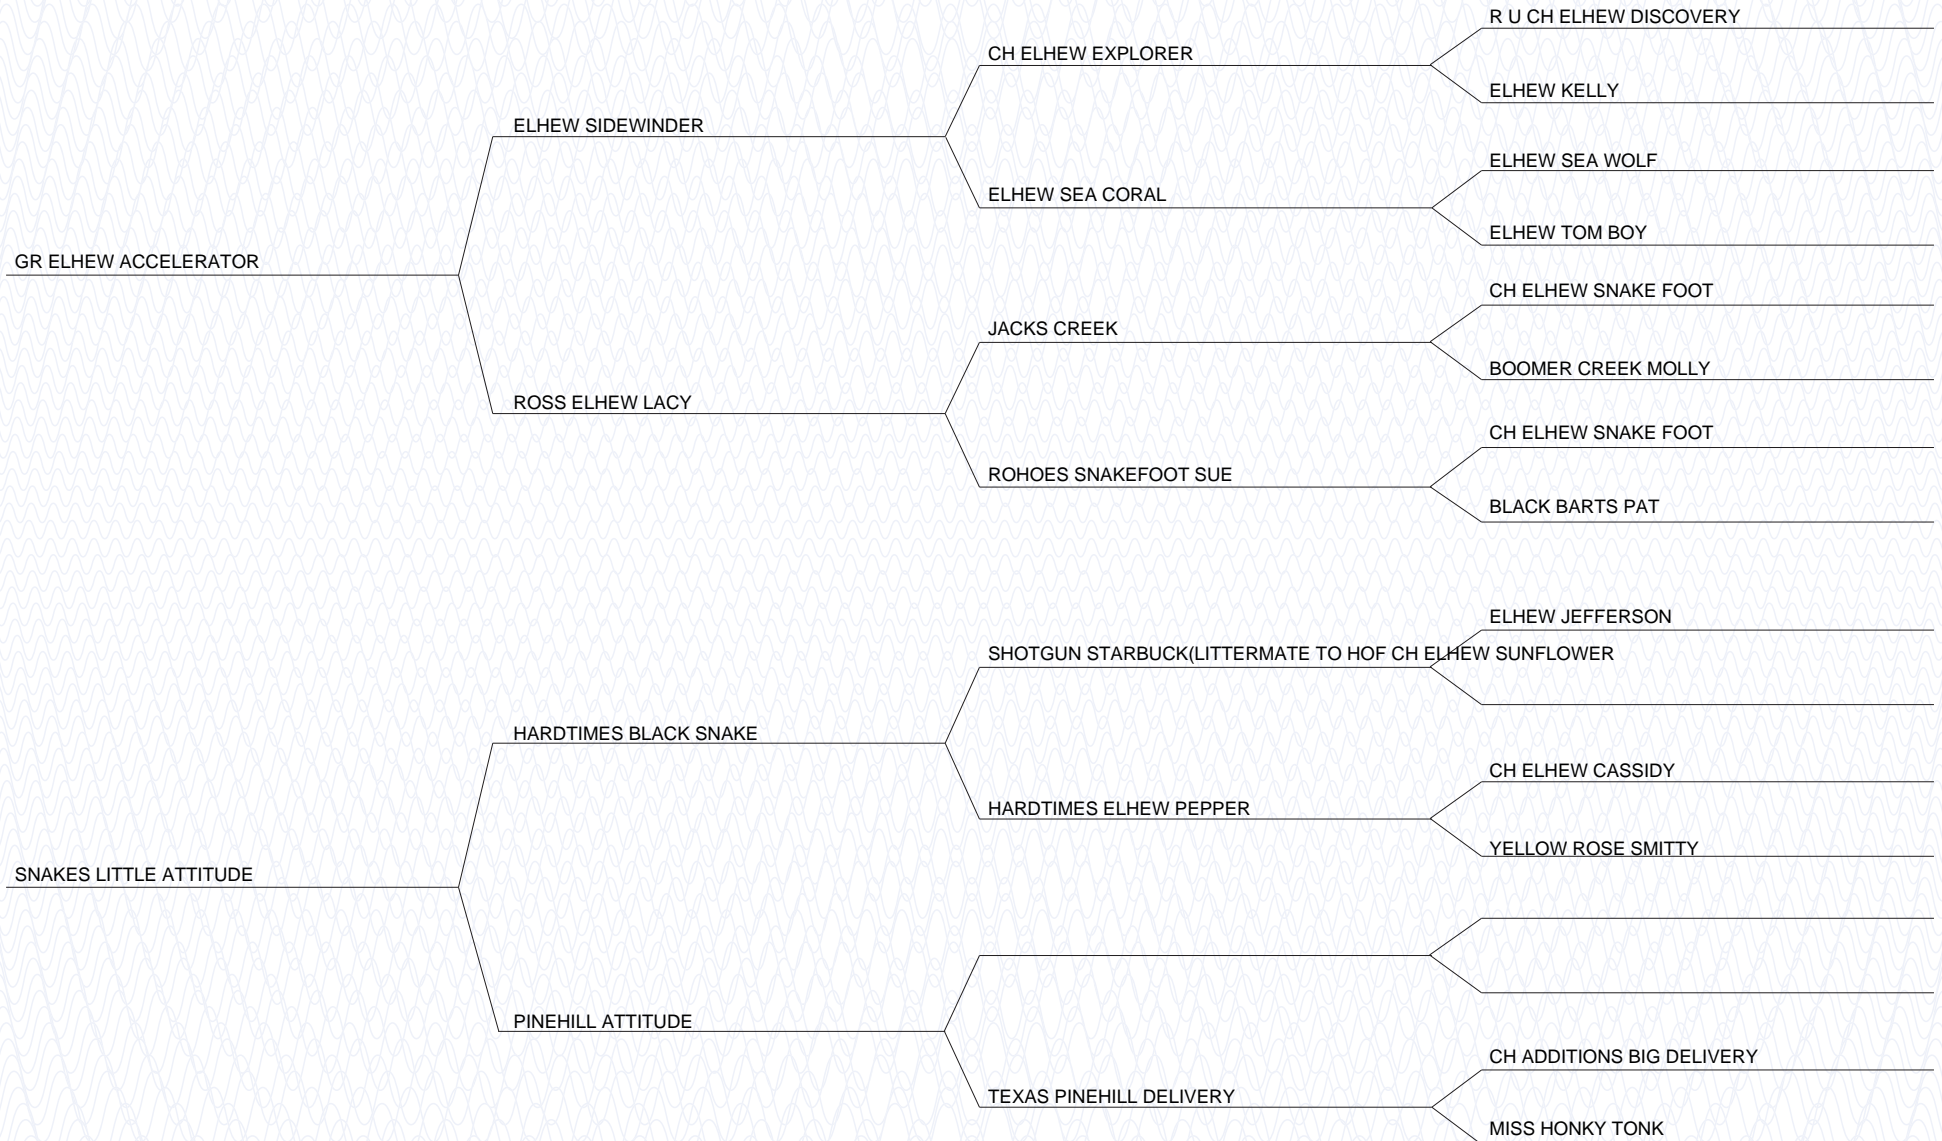 R U CH ELHEW DISCOVERY
CH ELHEW EXPLORER
ELHEW KELLY
ELHEW SIDEWINDER
ELHEW SEA WOLF
ELHEW SEA CORAL
ELHEW TOM BOY
GR ELHEW ACCELERATOR
CH ELHEW SNAKE FOOT
JACKS CREEK
BOOMER CREEK MOLLY
ROSS ELHEW LACY
CH ELHEW SNAKE FOOT
ROHOES SNAKEFOOT SUE
BLACK BARTS PAT
ELHEW JEFFERSON
SHOTGUN STARBUCK(LITTERMATE TO HOF CH ELHEW SUNFLOWER
HARDTIMES BLACK SNAKE
CH ELHEW CASSIDY
HARDTIMES ELHEW PEPPER
YELLOW ROSE SMITTY
SNAKES LITTLE ATTITUDE
PINEHILL ATTITUDE
CH ADDITIONS BIG DELIVERY
TEXAS PINEHILL DELIVERY
MISS HONKY TONK